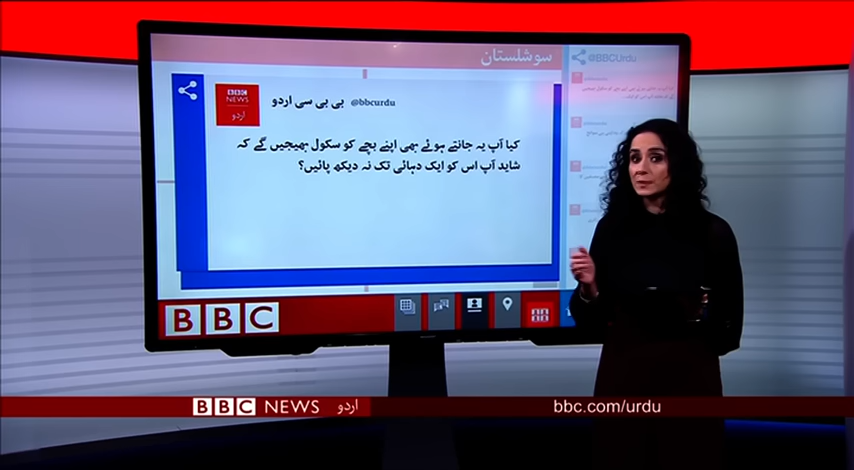 سوشلستان
@BBCUrdu
BBC
NEWS
اردو
بی بی سی اردو @bbcurdu
کیا آپ یہ جانتے ہوئے بھی اپنے بچے کو سکول بھیجیں گے کہ
شاید آپ اس کو ایک دہائی تک نہ دیکھ پائیں؟
BBC
BBC NEWS اردو
bbc.com/urdu